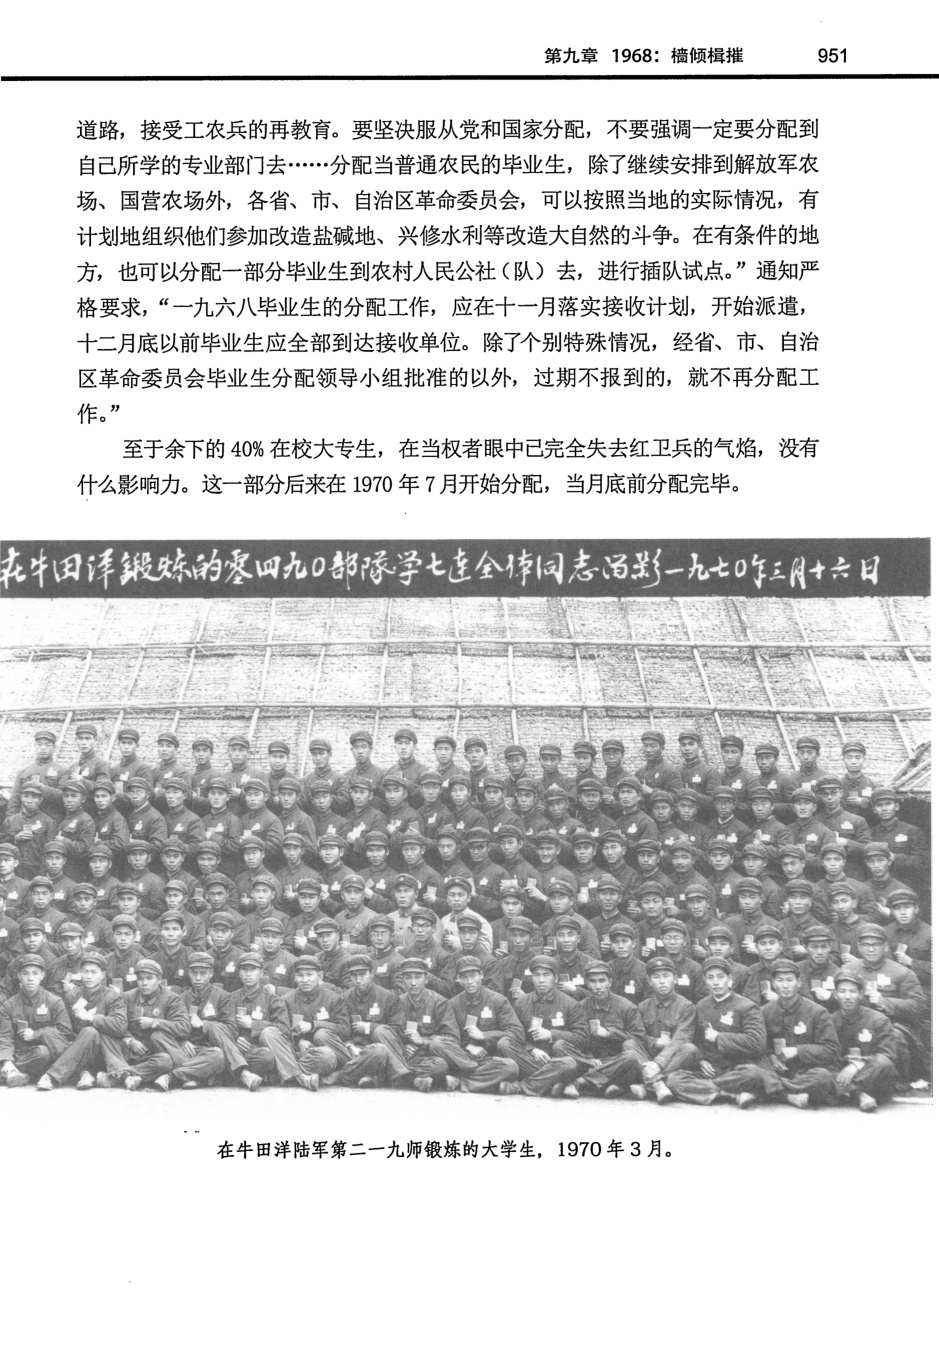 第九章 1968：樯倾楫摧 951
道路，接受工农兵的再教育。要坚决服从党和国家分配，不要强调一定要分配到
自己所学的专业部门去……分配当普通农民的毕业生，除了继续安排到解放军农
场、国营农场外，各省、市、自治区革命委员会，可以按照当地的实际情况，有
计划地组织他们参加改造盐碱地、兴修水利等改造大自然的斗争。在有条件的地
方，也可以分配一部分毕业生到农村人民公社（队）去，进行插队试点。”通知严
格要求，“一九六八毕业生的分配工作，应在十一月落实接收计划，开始派遣，
十二月底以前毕业生应全部到达接收单位。除了个别特殊情况，经省、市、自治
区革命委员会毕业生分配领导小组批准的以外，过期不报到的，就不再分配工
作。”
至于余下的 40% 在校大专生，在当权者眼中已完全失去红卫兵的气焰，没有
什么影响力。这一部分后来在 1970 年 7 月开始分配，当月底前分配完毕。
在牛田洋鍛炼的零四九0部隊学七连全体同志留影一九七0年三月十六日
在牛田洋陆军第二一九师锻炼的大学生，1970 年 3 月。